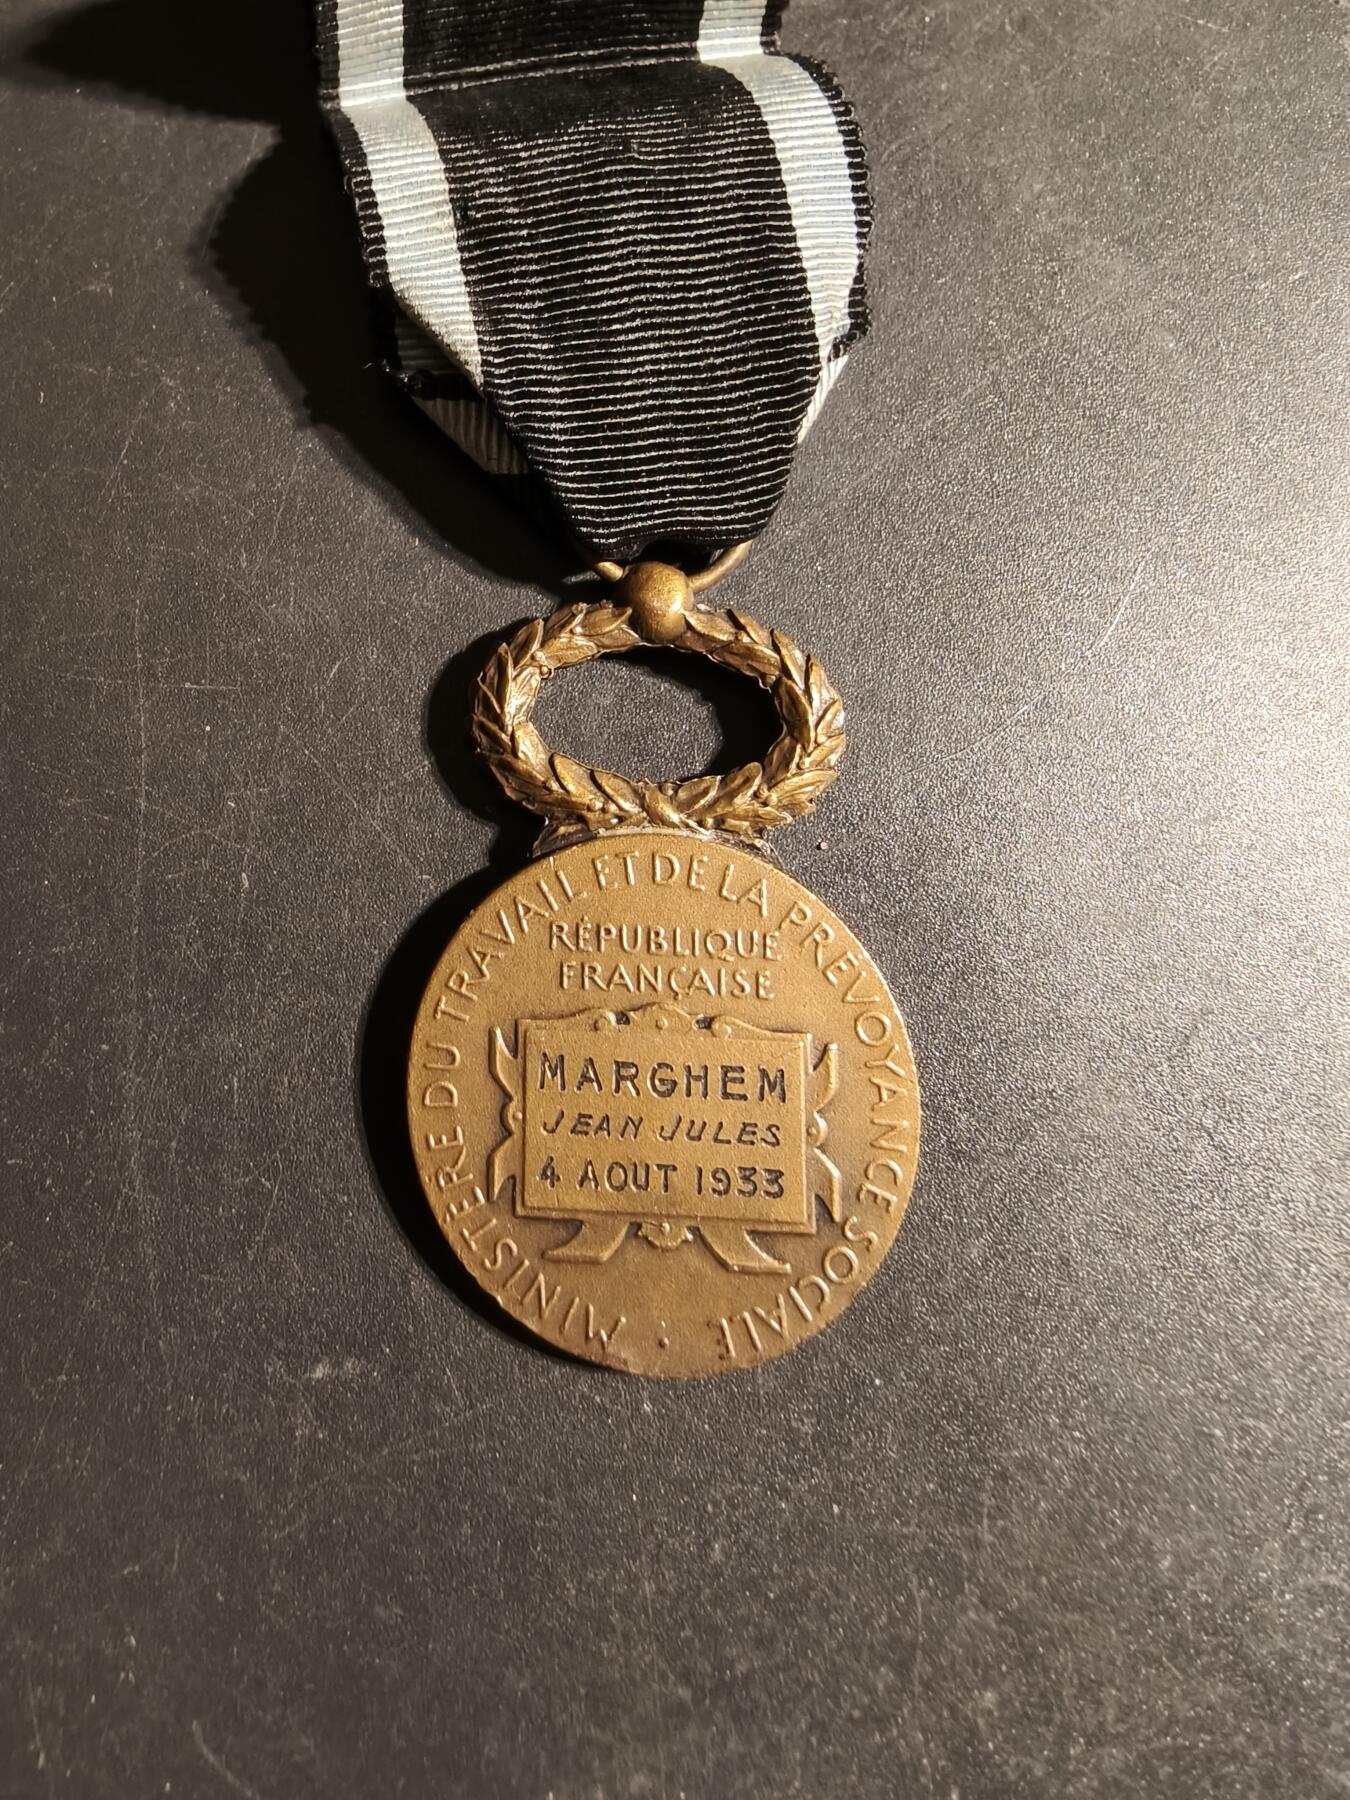 MINISTÈRE DU TRAVAIL ET DE LA PRÉVOYANCE SOCIALE :
RÉPUBLIQUE
FRANÇAISE
MARGHEM
JEAN JULES
4 AOUT 1933